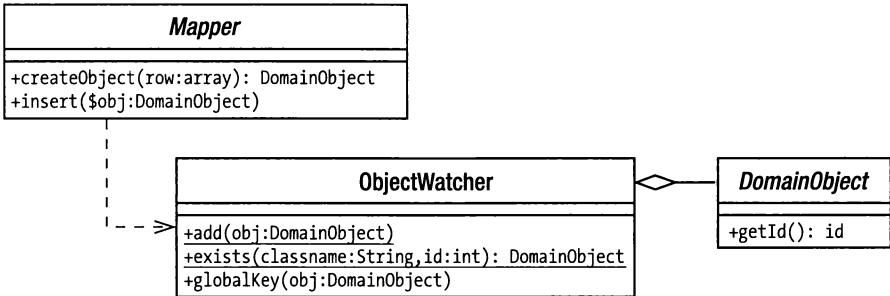 Mapper
+createObject(row:array): DomainObject
+insert($obj:DomainObject)
ObjectWatcher
+add(obj:DomainObject)
+exists(classname:String,id:int): DomainObject
+globalKey(obj:DomainObject)
DomainObject
+getId(): id